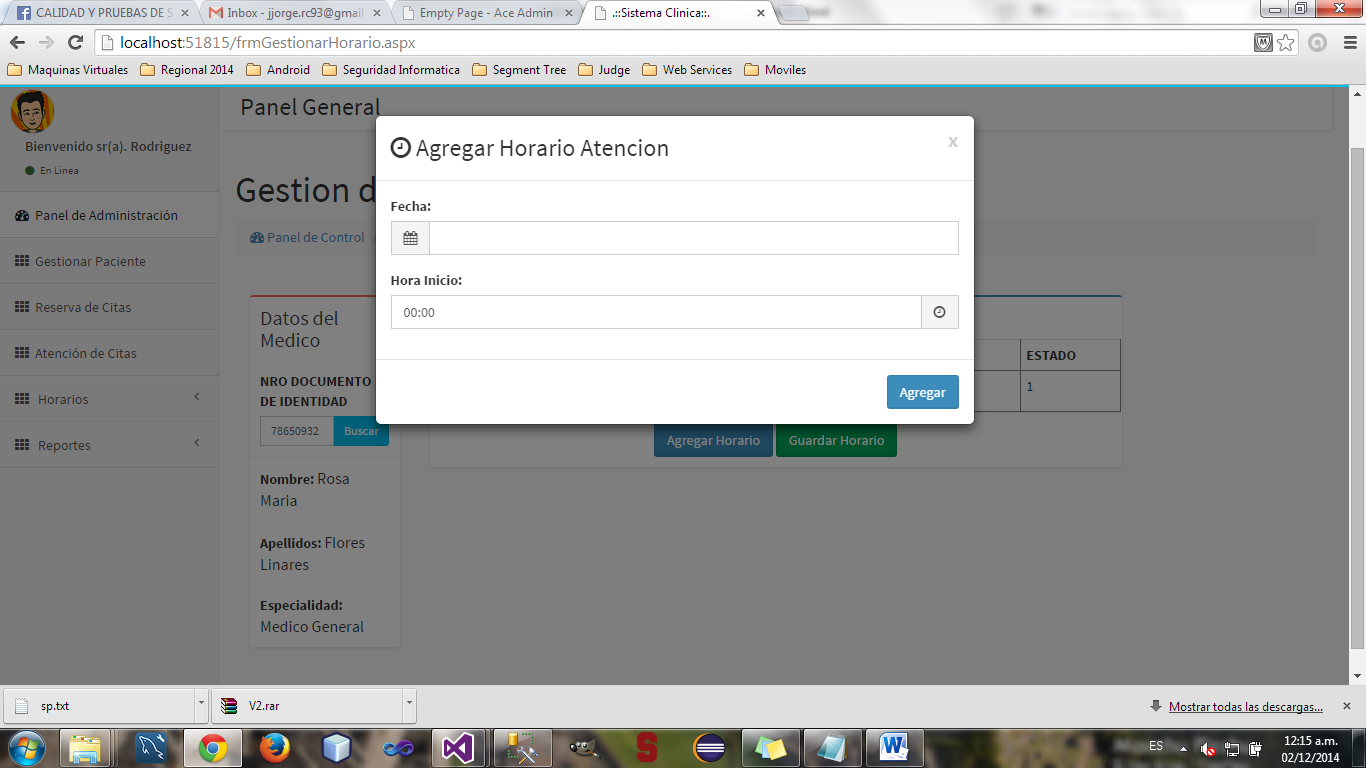 CALIDAD Y PRUEBAS DE S
Inbox - jjorge.rc93@gmail
Empty Page - Ace Admin
.::Sistema Clinica::.
localhost:51815/frmGestionarHorario.aspx
Maquinas Virtuales
Regional 2014
Android
Seguridad Informatica
Segment Tree
Judge
Web Services
Moviles
Bienvenido sr(a). Rodriguez
En Linea
Panel de Administración
Gestionar Paciente
Reserva de Citas
Atención de Citas
Horarios
Reportes
Panel General
Gestion d
Panel de Control
Datos del
Medico
NRO DOCUMENTO
DE IDENTIDAD
78650932
Buscar
Nombre: Rosa
Maria
Apellidos: Flores
Linares
Especialidad:
Medico General
Agregar Horario Atencion
x
Fecha:
Hora Inicio:
00:00
Agregar
ESTADO
1
Agregar Horario
Guardar Horario
sp.txt
V2.rar
Mostrar todas las descargas...
ES
12:15 a.m.
02/12/2014